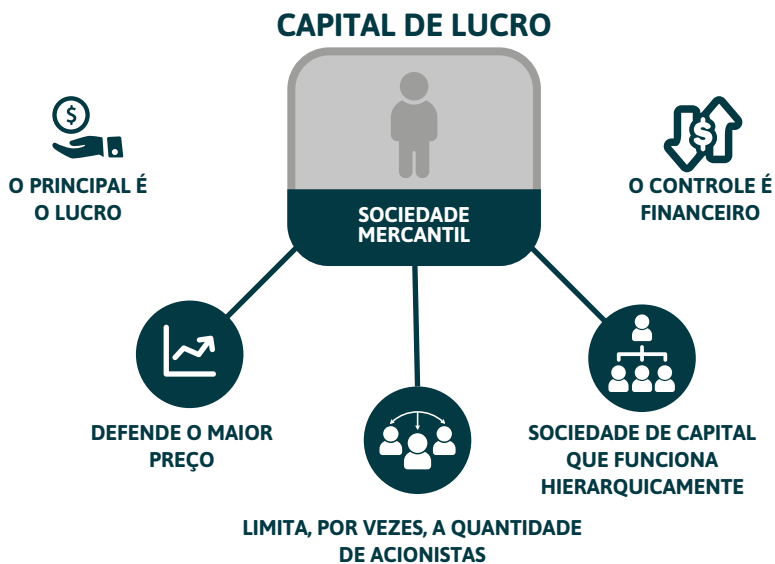 CAPITAL DE LUCRO
$
$
O PRINCIPAL É
O LUCRO
O CONTROLE É
FINANCEIRO
SOCIEDADE
MERCANTIL
DEFENDE O MAIOR
PREÇO
SOCIEDADE DE CAPITAL
QUE FUNCIONA
HIERARQUICAMENTE
LIMITA, POR VEZES, A QUANTIDADE
DE ACIONISTAS